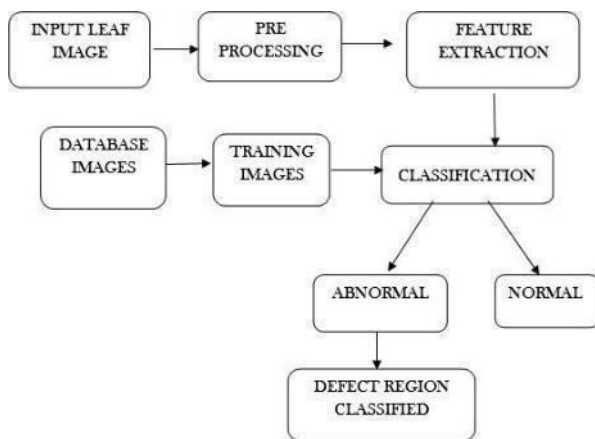 INPUT LEAF
IMAGE
PRE
PROCESSING
FEATURE
EXTRACTION
DATABASE
IMAGES
TRAINING
IMAGES
CLASSIFICATION
ABNORMAL
NORMAL
DEFECT REGION
CLASSIFIED